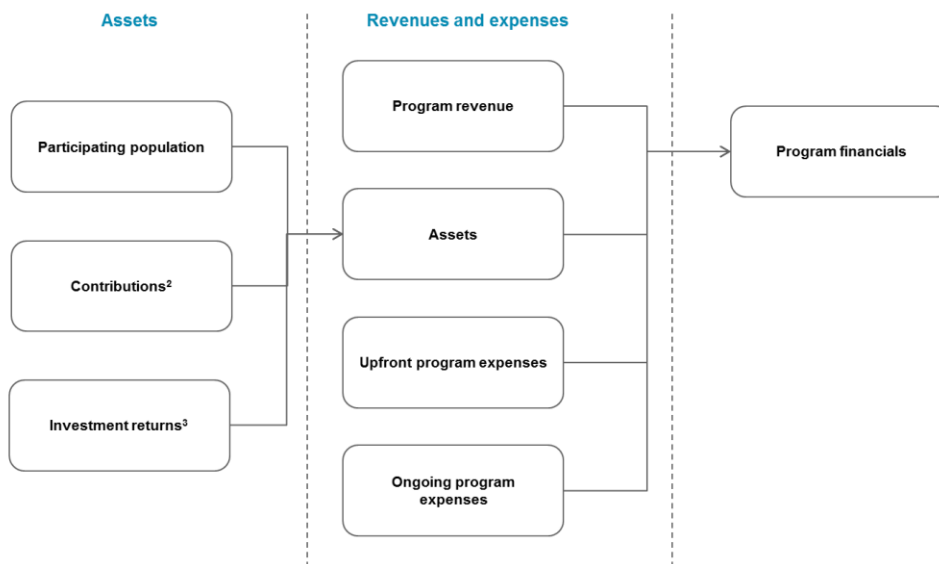 Assets
Participating population
Contributions²
Investment returns³
Revenues and expenses
Program revenue
Assets
Upfront program expenses
Ongoing program
expenses
Program financials